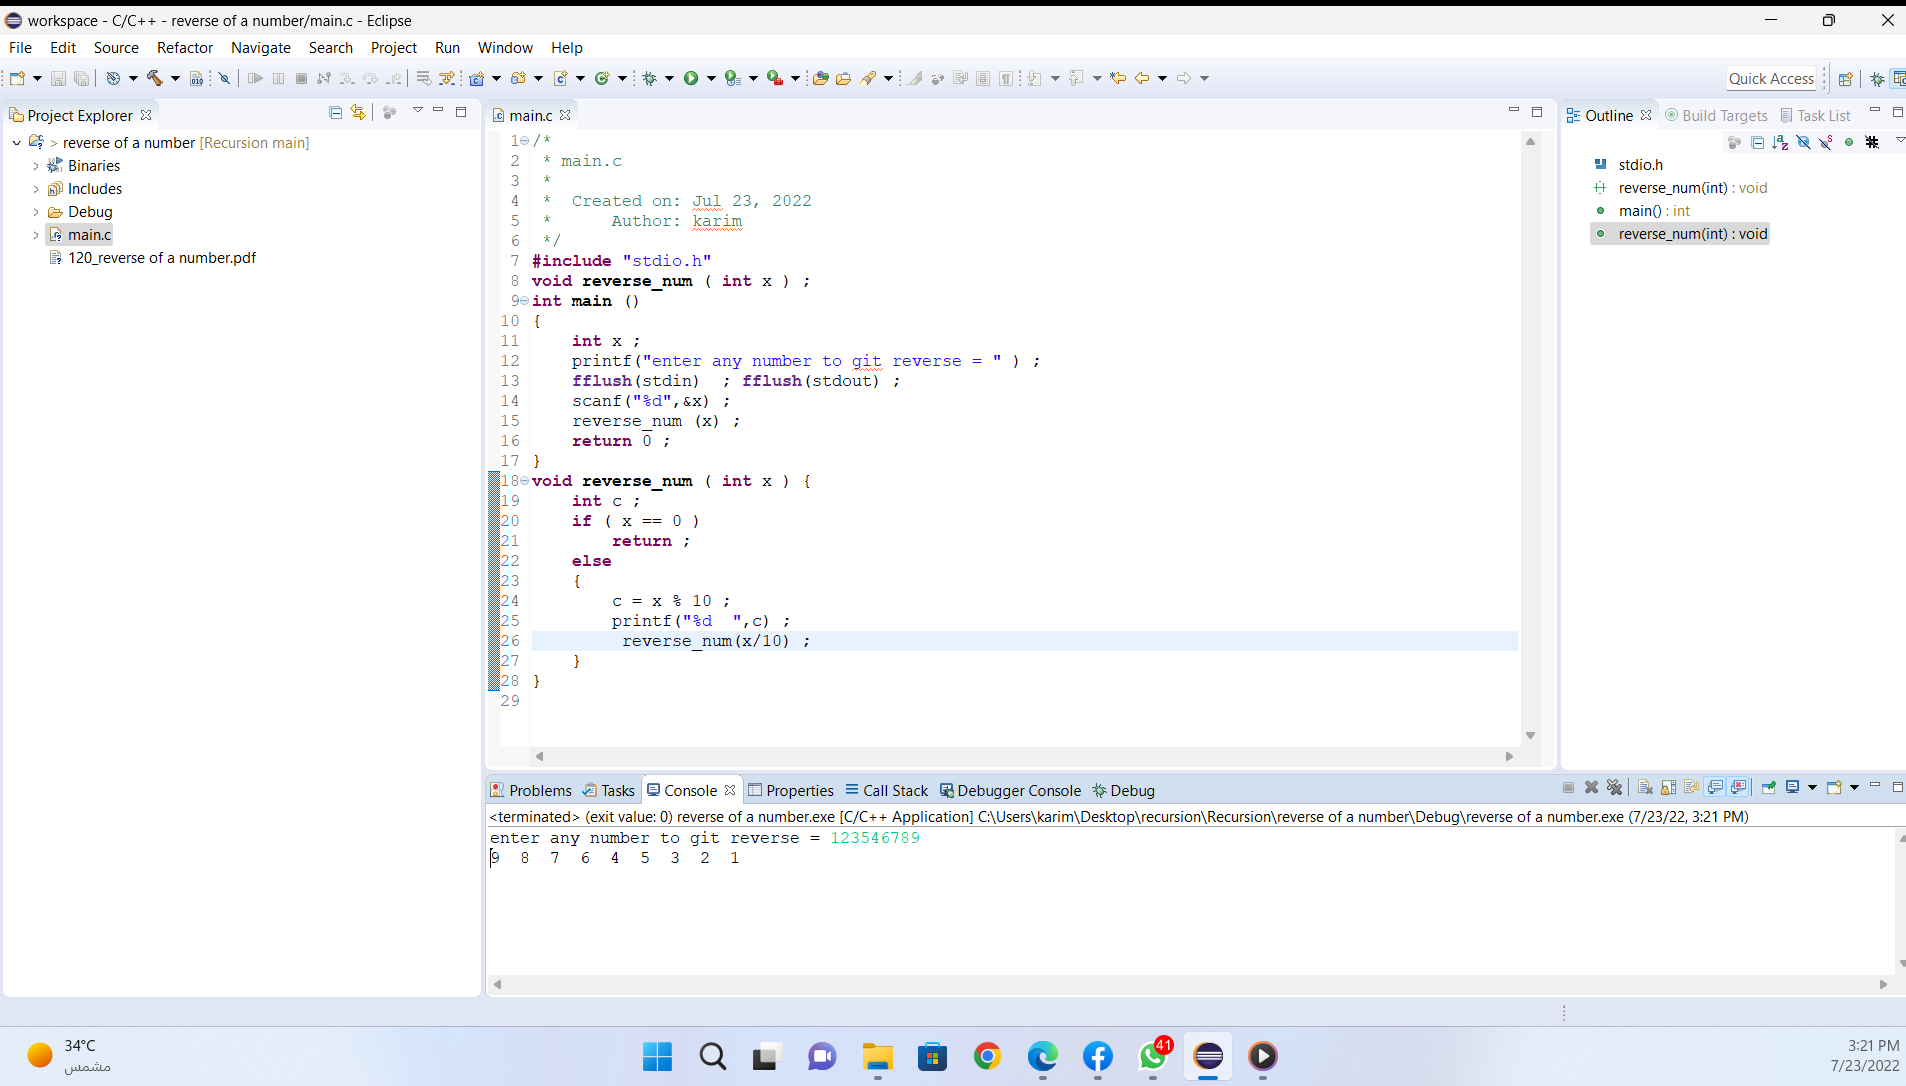 workspace - C/C++ - reverse of a number/main.c - Eclipse
File Edit Source Refactor Navigate Search Project Run Window Help
Quick Access
Project Explorer
> reverse of a number [Recursion main]
Binaries
Includes
Debug
main.c
120_reverse of a number.pdf
main.c
1 /*
2  * main.c
3  *
4  *  Created on: Jul 23, 2022
5  *      Author: karim
6  */
7 #include "stdio.h"
8 void reverse_num ( int x ) ;
9 int main ()
10 {
11     int x ;
12     printf("enter any number to git reverse = " ) ;
13     fflush(stdin)  ; fflush(stdout) ;
14     scanf("%d",&x) ;
15     reverse_num (x) ;
16     return 0 ;
17 }
18 void reverse_num ( int x ) {
19     int c ;
20     if ( x == 0 )
21         return ;
22     else
23     {
24         c = x % 10 ;
25         printf("%d  ",c) ;
26          reverse_num(x/10) ;
27     }
28 }
29
Outline Build Targets Task List
stdio.h
reverse_num(int) : void
main() : int
reverse_num(int) : void
Problems Tasks Console Properties Call Stack Debugger Console Debug
<terminated> (exit value: 0) reverse of a number.exe [C/C++ Application] C:\Users\karim\Desktop\recursion\Recursion\reverse of a number\Debug\reverse of a number.exe (7/23/22, 3:21 PM)
enter any number to git reverse = 123546789
9  8  7  6  4  5  3  2  1
34°C
مشمس
41
3:21 PM
7/23/2022